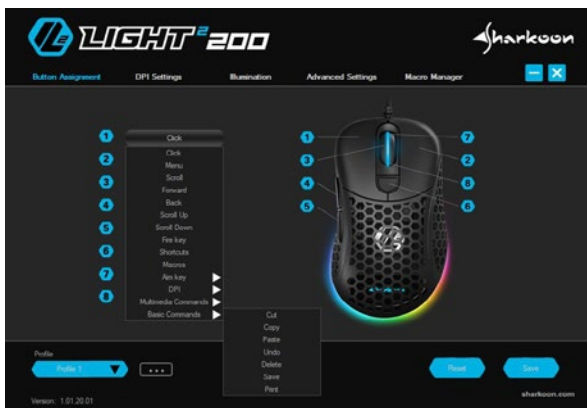 LIGHT² 200
Sharkoon
Button Assignment DPI Settings Illumination Advanced Settings Macro Manager
1 Click
2 Click
Menu
3 Scroll
Forward
4 Back
Scroll Up
5 Scroll Down
Fire key
6 Shortcuts
Macros
7 Aim key
DPI
8 Multimedia Commands
Basic Commands
Cut
Copy
Paste
Undo
Delete
Save
Print
1 7
3 2
4 8
5 6
Profile
Profile 1 ...
Reset Save
Version: 1.01.20.01
sharkoon.com